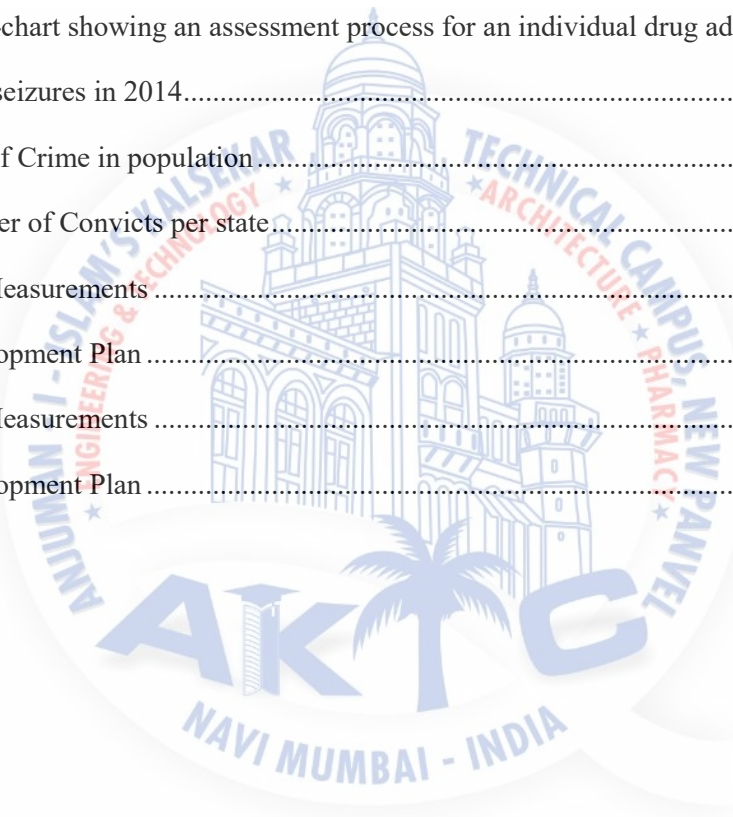 chart showing an assessment process for an individual drug ad
seizures in 2014
f Crime in population
er of Convicts per state
Measurements
opment Plan
Measurements
opment Plan
ANJUMAN I - ISLAM'S KALSEKAR TECHNICAL CAMPUS, NEW PANVEL
ENGINEERING & TECHNOLOGY ★ ★ ARCHITECTURE ★ PHARMACY ★
AKTC
NAVI MUMBAI - INDIA